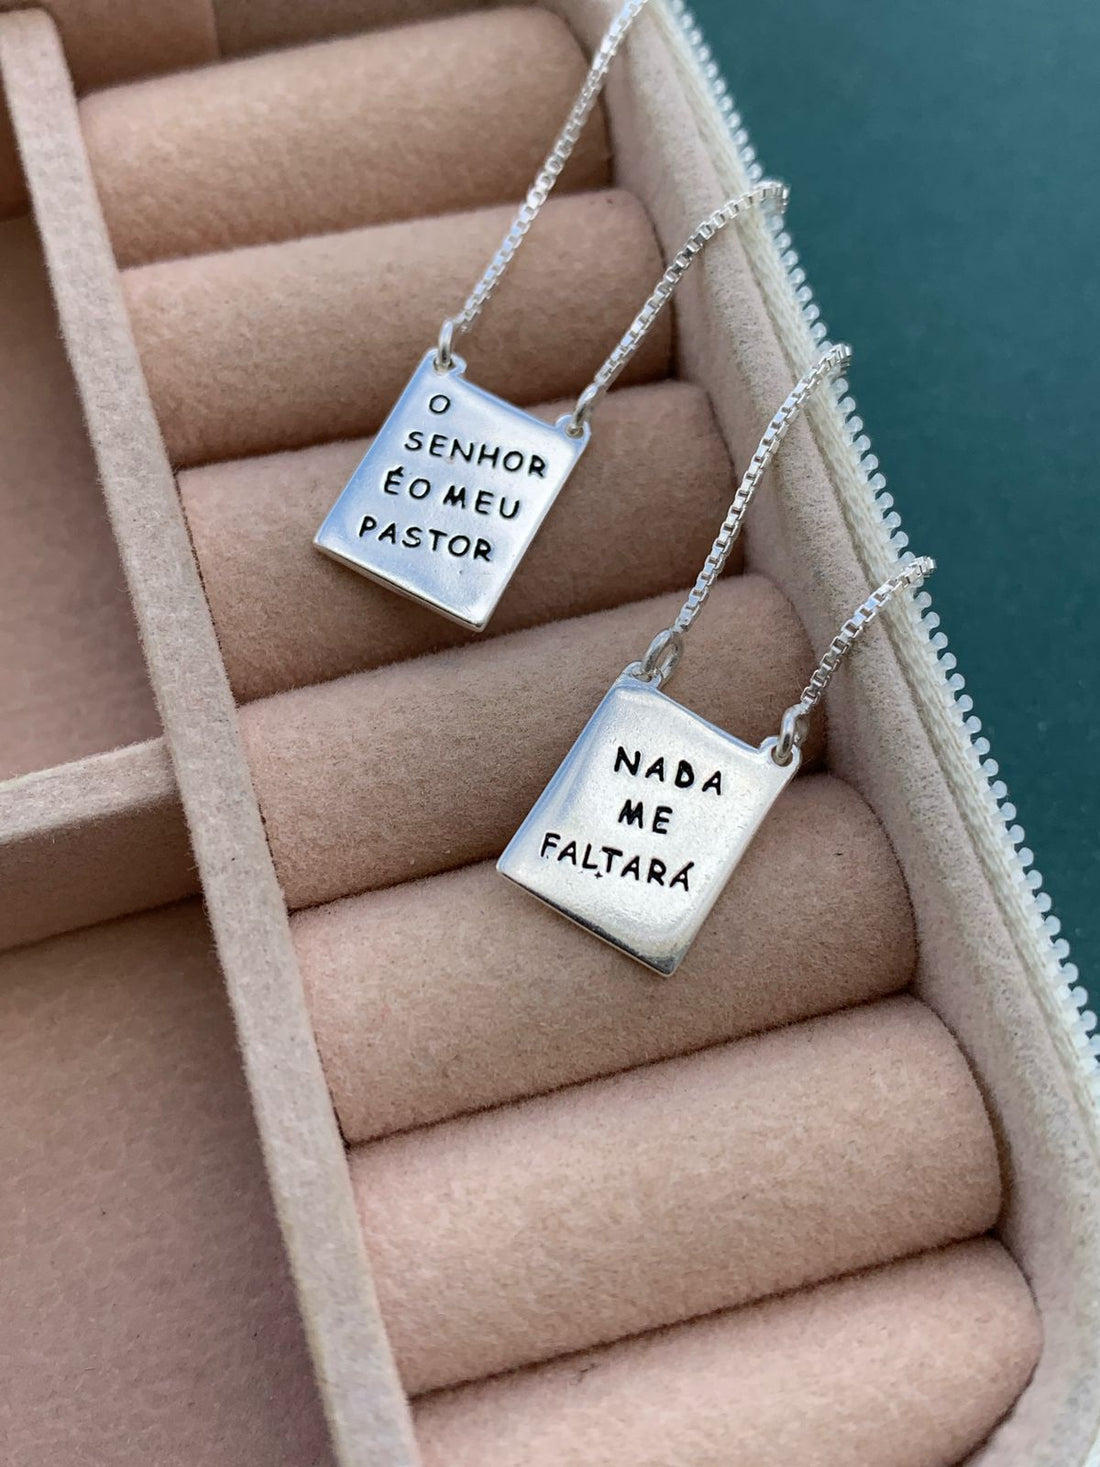 O
SENHOR
É O MEU
PASTOR
NADA
ME
FALTARÁ